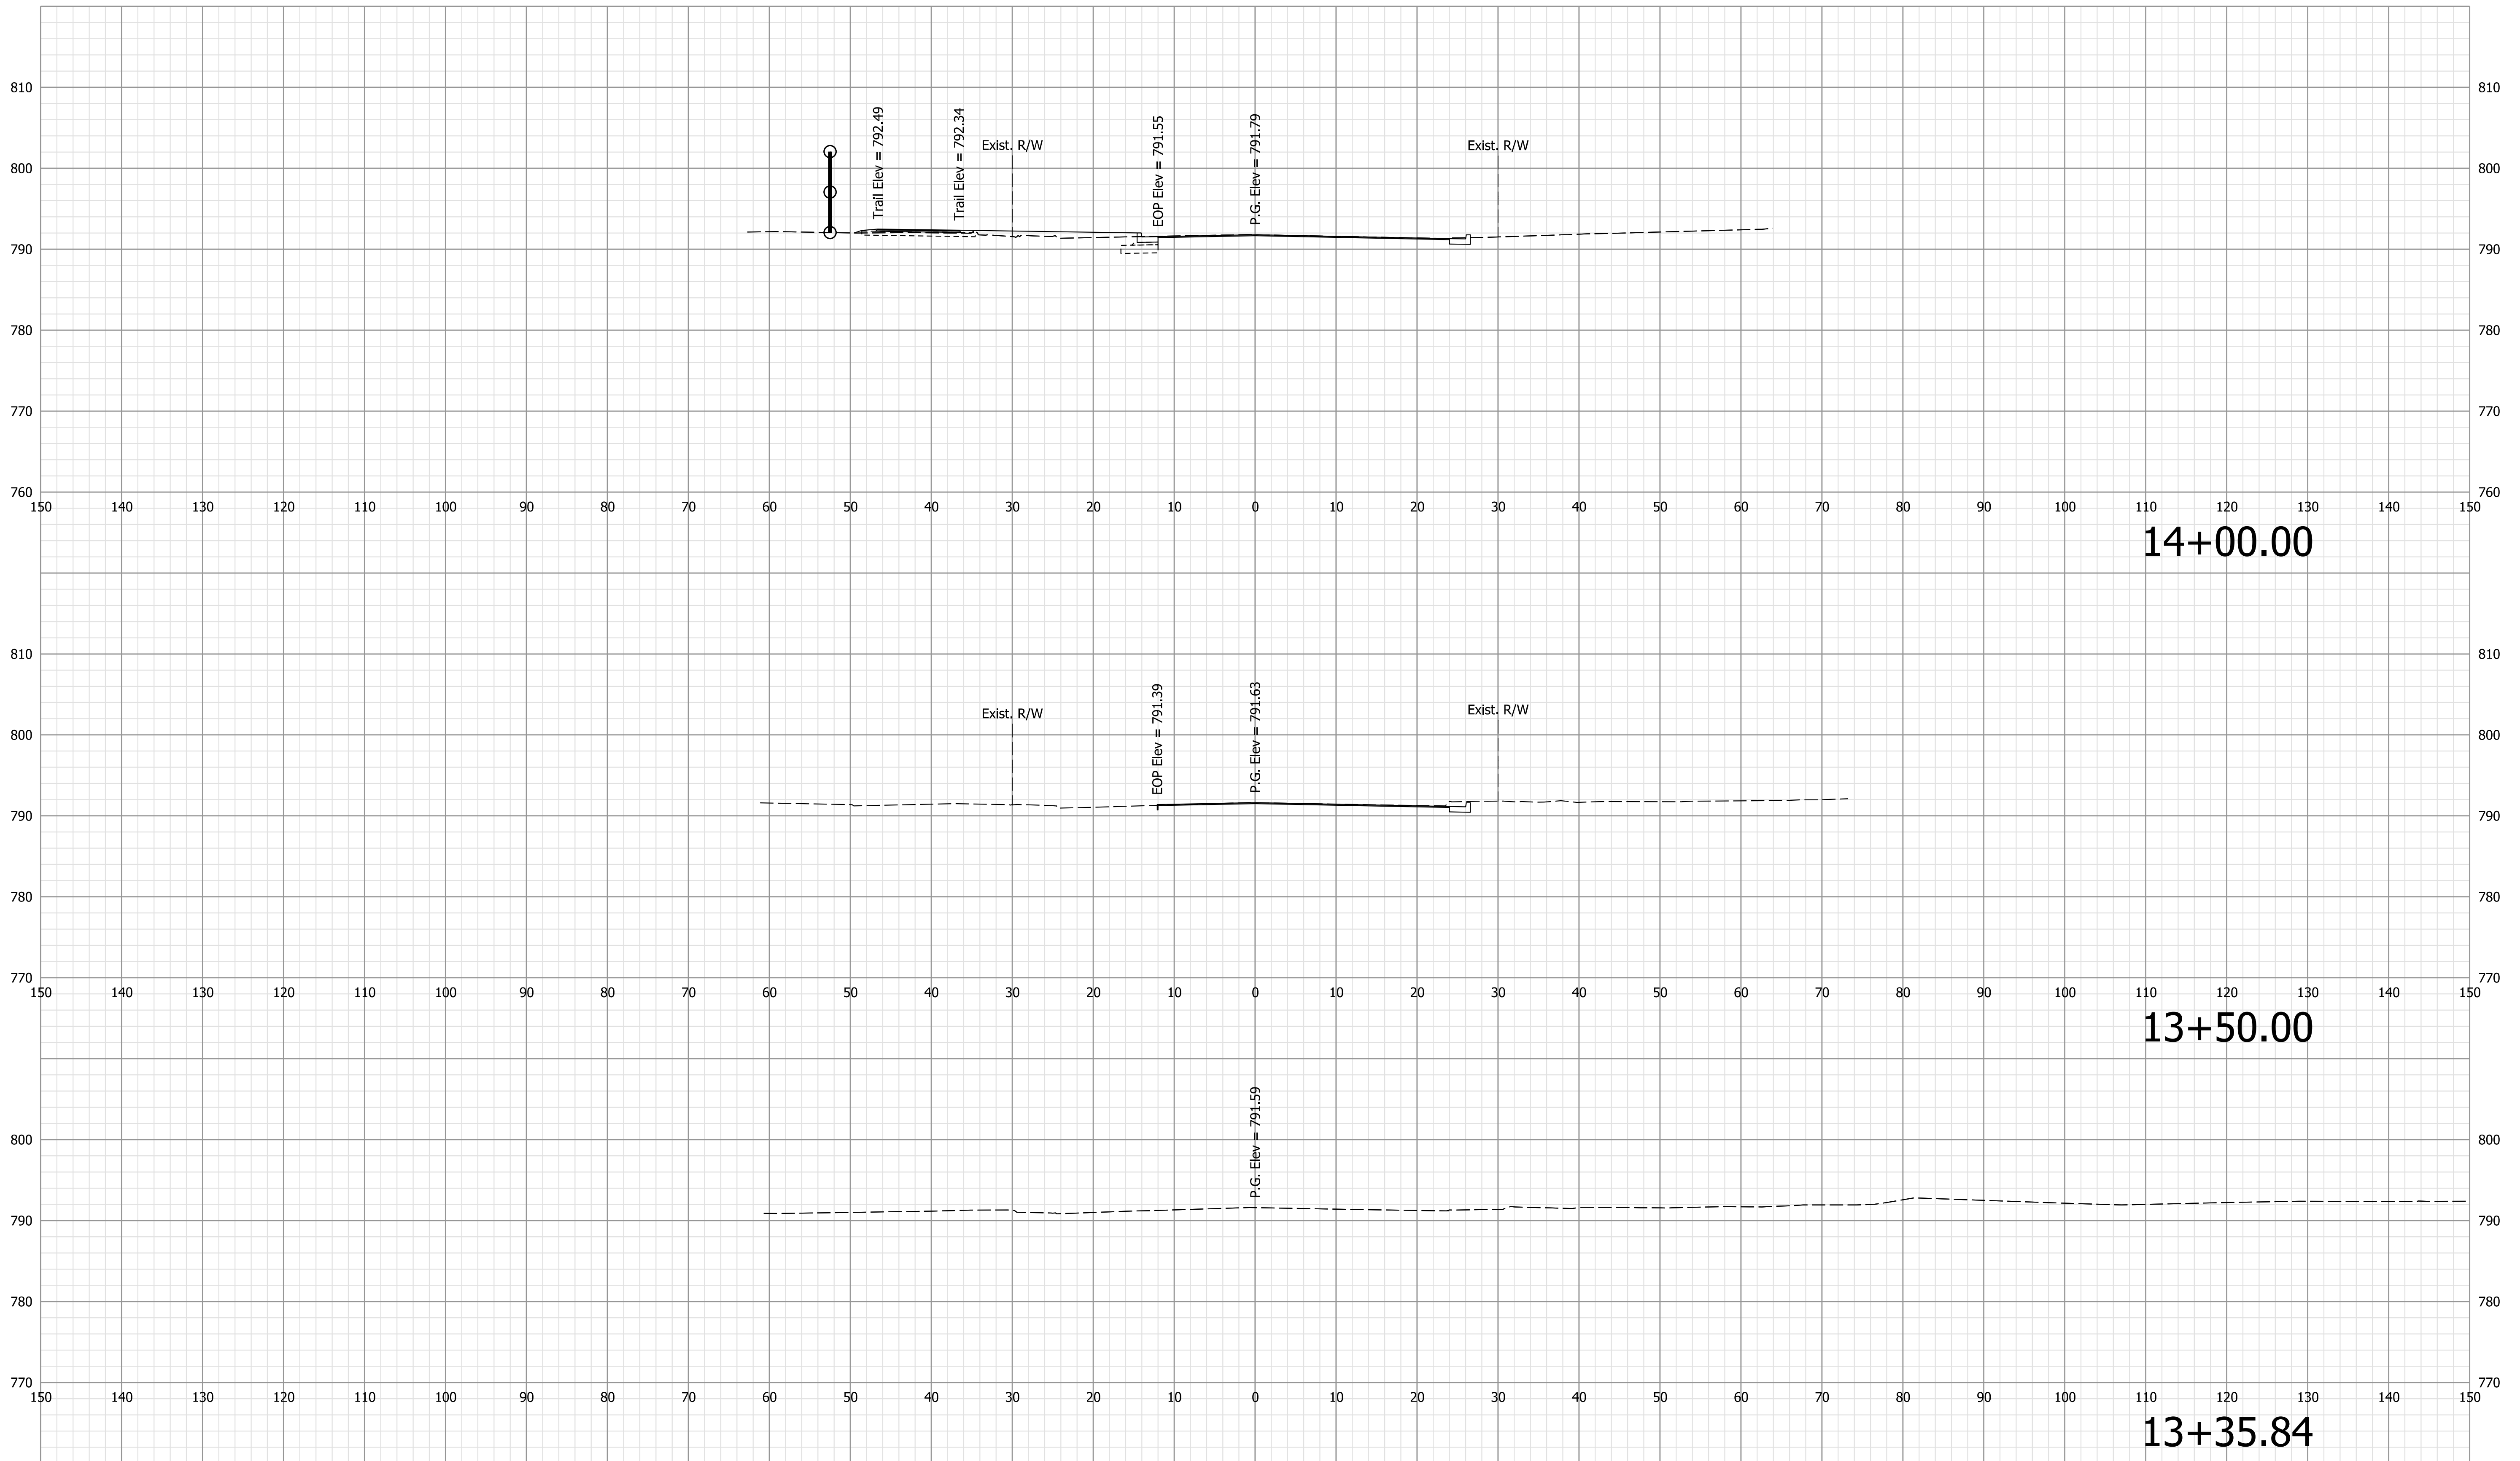 810 810
Trail Elev = 792.49
Trail Elev = 792.34
Exist. R/W
EOP Elev = 791.55
P.G. Elev = 791.79
Exist. R/W
800 800
790 790
780 780
770 770
760 760
150 140 130 120 110 100 90 80 70 60 50 40 30 20 10 0 10 20 30 40 50 60 70 80 90 100 110 120 130 140 150
14+00.00
810 810
Exist. R/W
EOP Elev = 791.39
P.G. Elev = 791.63
Exist. R/W
800 800
790 790
780 780
770 770
150 140 130 120 110 100 90 80 70 60 50 40 30 20 10 0 10 20 30 40 50 60 70 80 90 100 110 120 130 140 150
13+50.00
P.G. Elev = 791.59
800 800
790 790
780 780
770 770
150 140 130 120 110 100 90 80 70 60 50 40 30 20 10 0 10 20 30 40 50 60 70 80 90 100 110 120 130 140 150
13+35.84